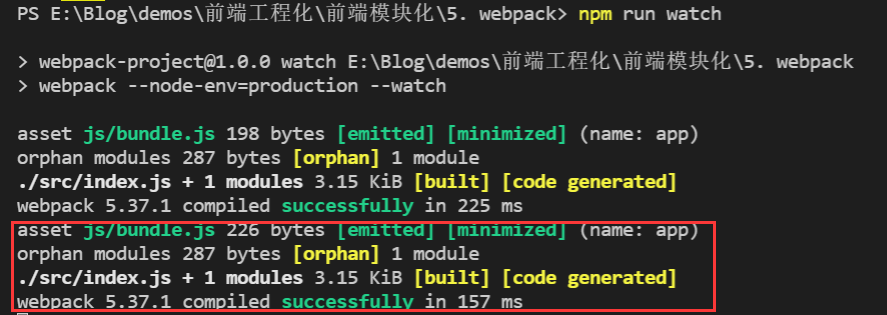 PS E:\Blog\demos\前端工程化\前端模块化\5. webpack> npm run watch
> webpack-project@1.0.0 watch E:\Blog\demos\前端工程化\前端模块化\5. webpack
> webpack --node-env=production --watch
asset js/bundle.js 198 bytes [emitted] [minimized] (name: app)
orphan modules 287 bytes [orphan] 1 module
./src/index.js + 1 modules 3.15 KiB [built] [code generated]
webpack 5.37.1 compiled successfully in 225 ms
asset js/bundle.js 226 bytes [emitted] [minimized] (name: app)
orphan modules 287 bytes [orphan] 1 module
./src/index.js + 1 modules 3.15 KiB [built] [code generated]
webpack 5.37.1 compiled successfully in 157 ms